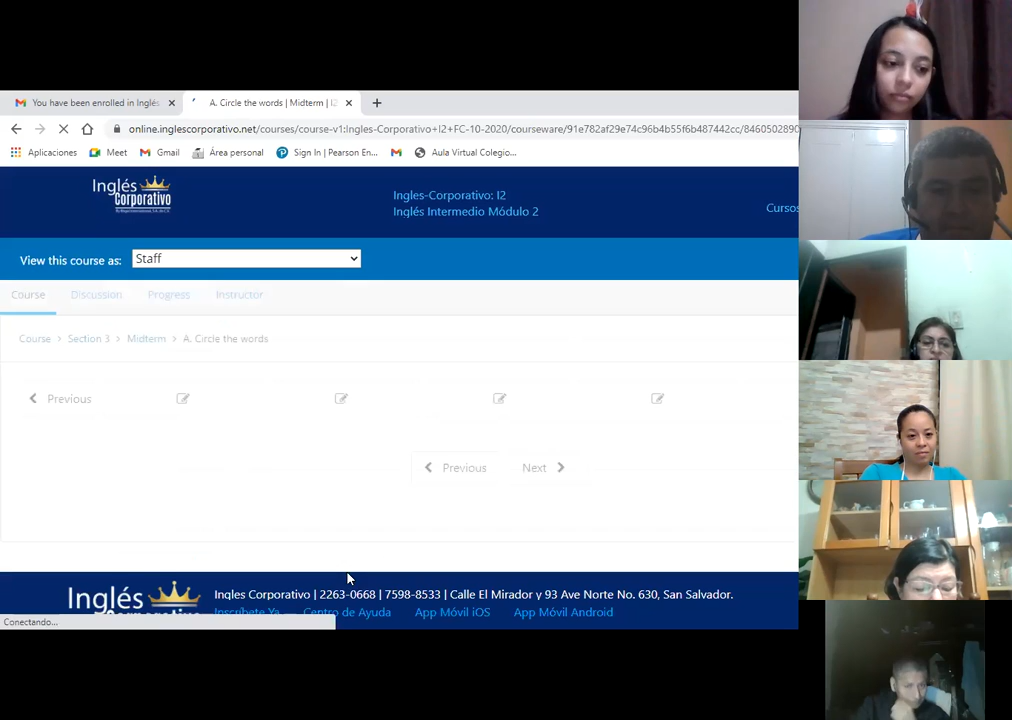 You have been enrolled in Inglés
A. Circle the words | Midterm | I2
online.inglescorporativo.net/courses/course-v1:Ingles-Corporativo+I2+FC-10-2020/courseware/91e782af29e74c96b4b55f6b487442cc/8460502890
Aplicaciones Meet Gmail Área personal Sign In | Pearson En... Aula Virtual Colegio...
Inglés Corporativo
Ingles-Corporativo: I2
Inglés Intermedio Módulo 2
Cursos
View this course as: Staff
Course Discussion Progress Instructor
Course > Section 3 > Midterm > A. Circle the words
Previous
Previous Next
Inglés
Ingles Corporativo | 2263-0668 | 7598-8533 | Calle El Mirador y 93 Ave Norte No. 630, San Salvador.
Inscríbete Ya — Centro de Ayuda App Móvil iOS App Móvil Android
Conectando...